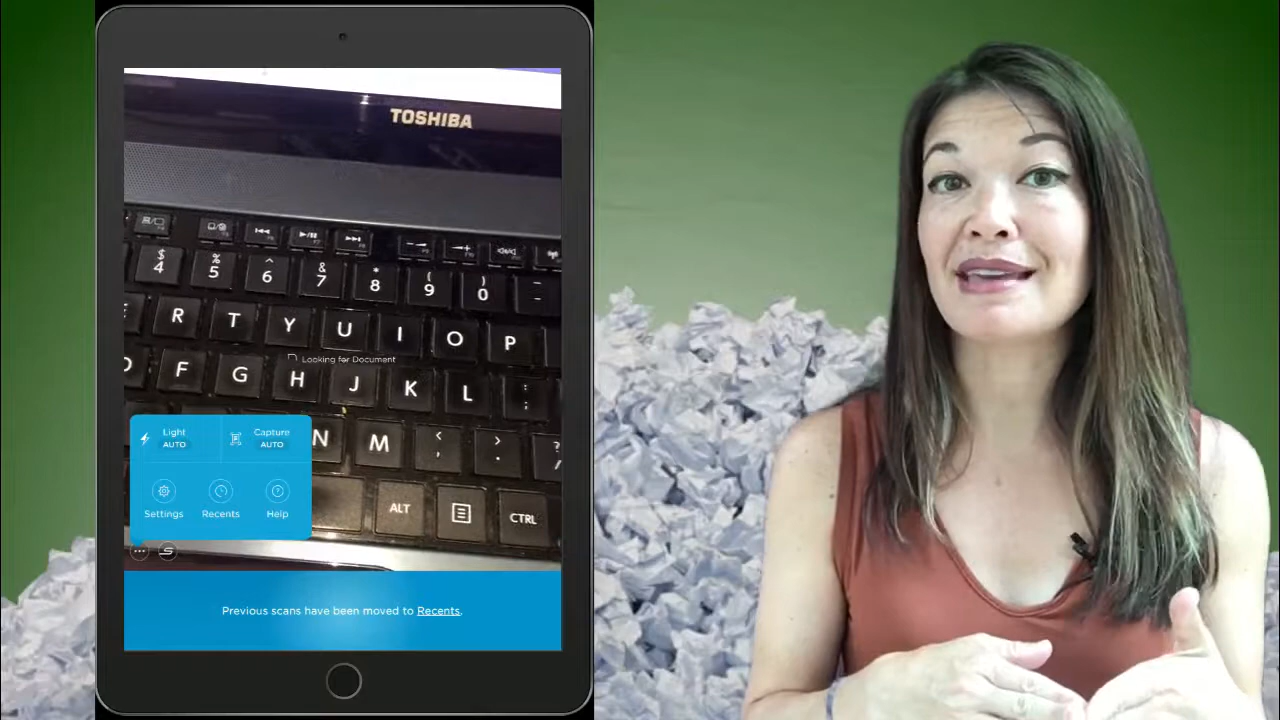 TOSHIBA
$ % ^ & * (
4 5 6 7 8 9 0
R T Y U I O P
Looking for Document
F G H J K L
Light
AUTO
Capture
AUTO
N M < >
, .
ALT
CTRL
Settings
Recents
Help
Previous scans have been moved to Recents.